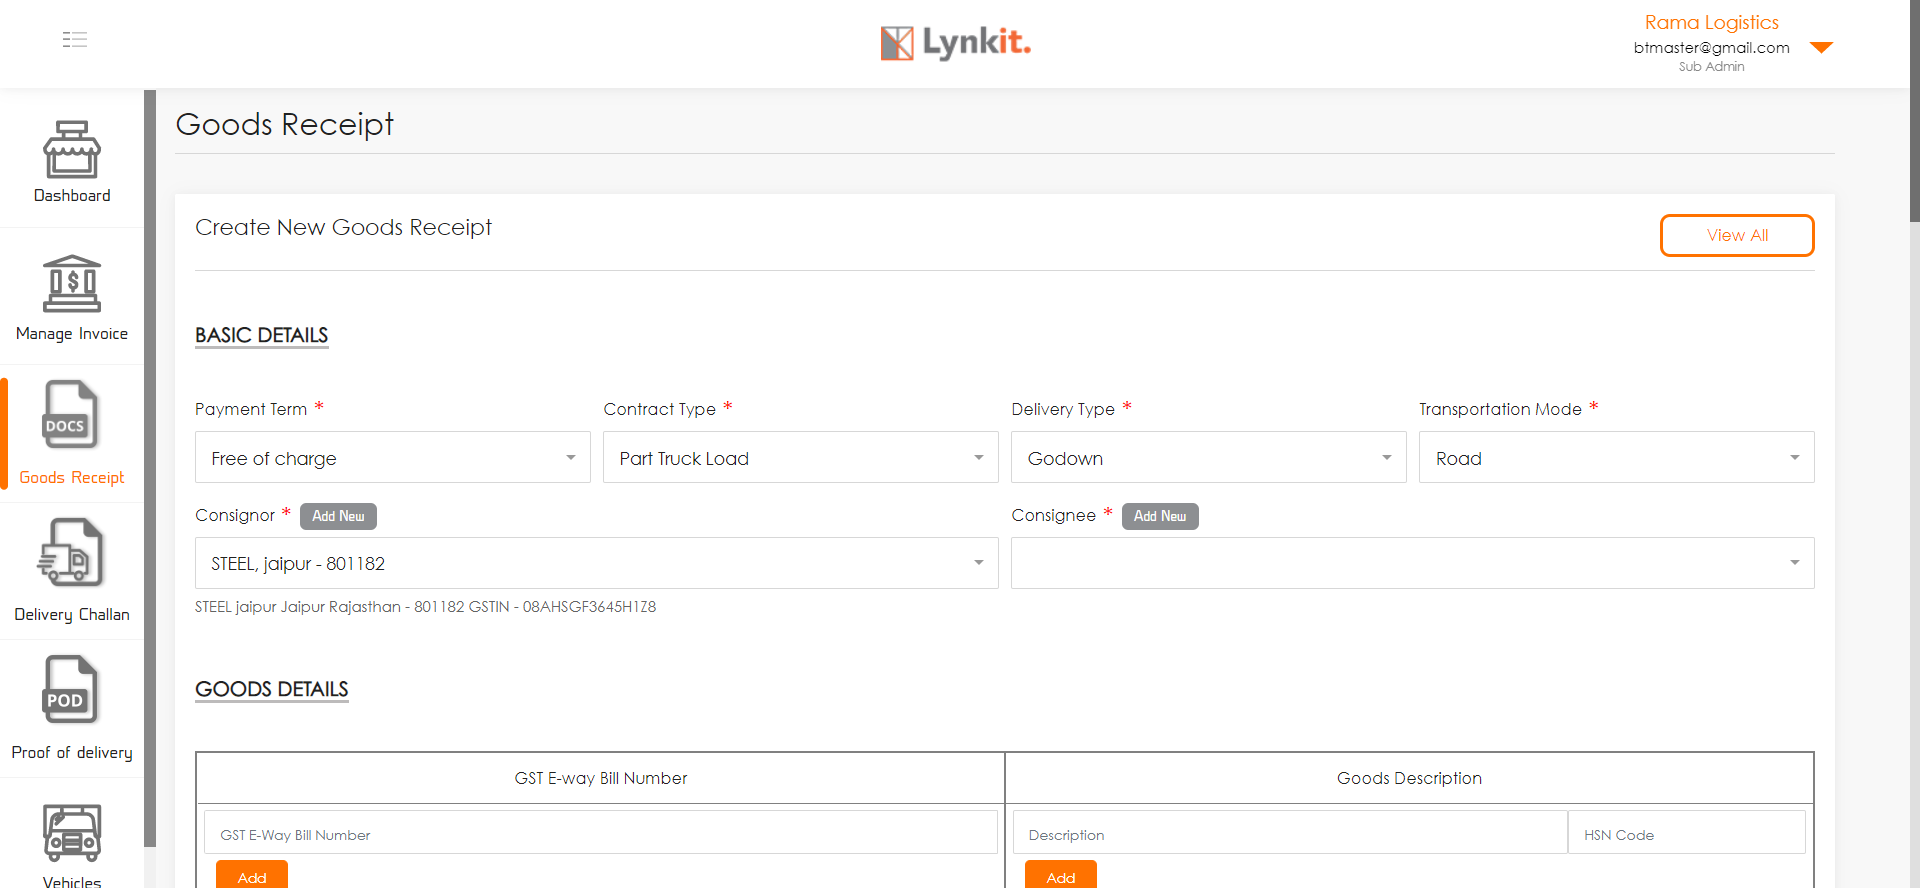 Lynkit.
Rama Logistics
btmaster@gmail.com
Sub Admin
Dashboard
Manage Invoice
DOCS
Goods Receipt
Delivery Challan
POD
Proof of delivery
Vehicles
Goods Receipt
Create New Goods Receipt
View All
BASIC DETAILS
Payment Term *
Contract Type *
Delivery Type *
Transportation Mode *
Free of charge
Part Truck Load
Godown
Road
Consignor * Add New
Consignee * Add New
STEEL, jaipur - 801182
STEEL jaipur Jaipur Rajasthan - 801182 GSTIN - 08AHSGF3645H1Z8
GOODS DETAILS
GST E-way Bill Number
Goods Description
GST E-Way Bill Number
Description
HSN Code
Add
Add